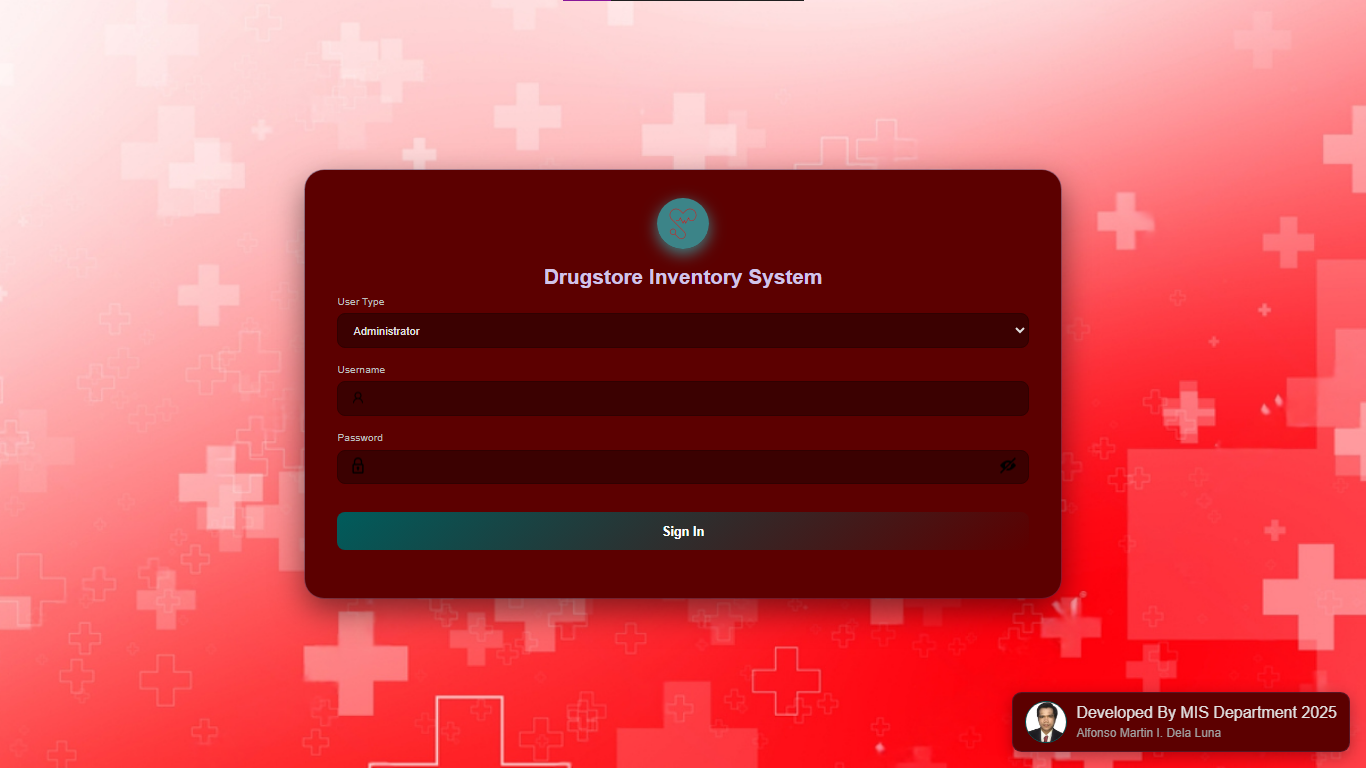 Drugstore Inventory System
User Type
Administrator
Username
Password
Sign In
Developed By MIS Department 2025
Alfonso Martin I. Dela Luna